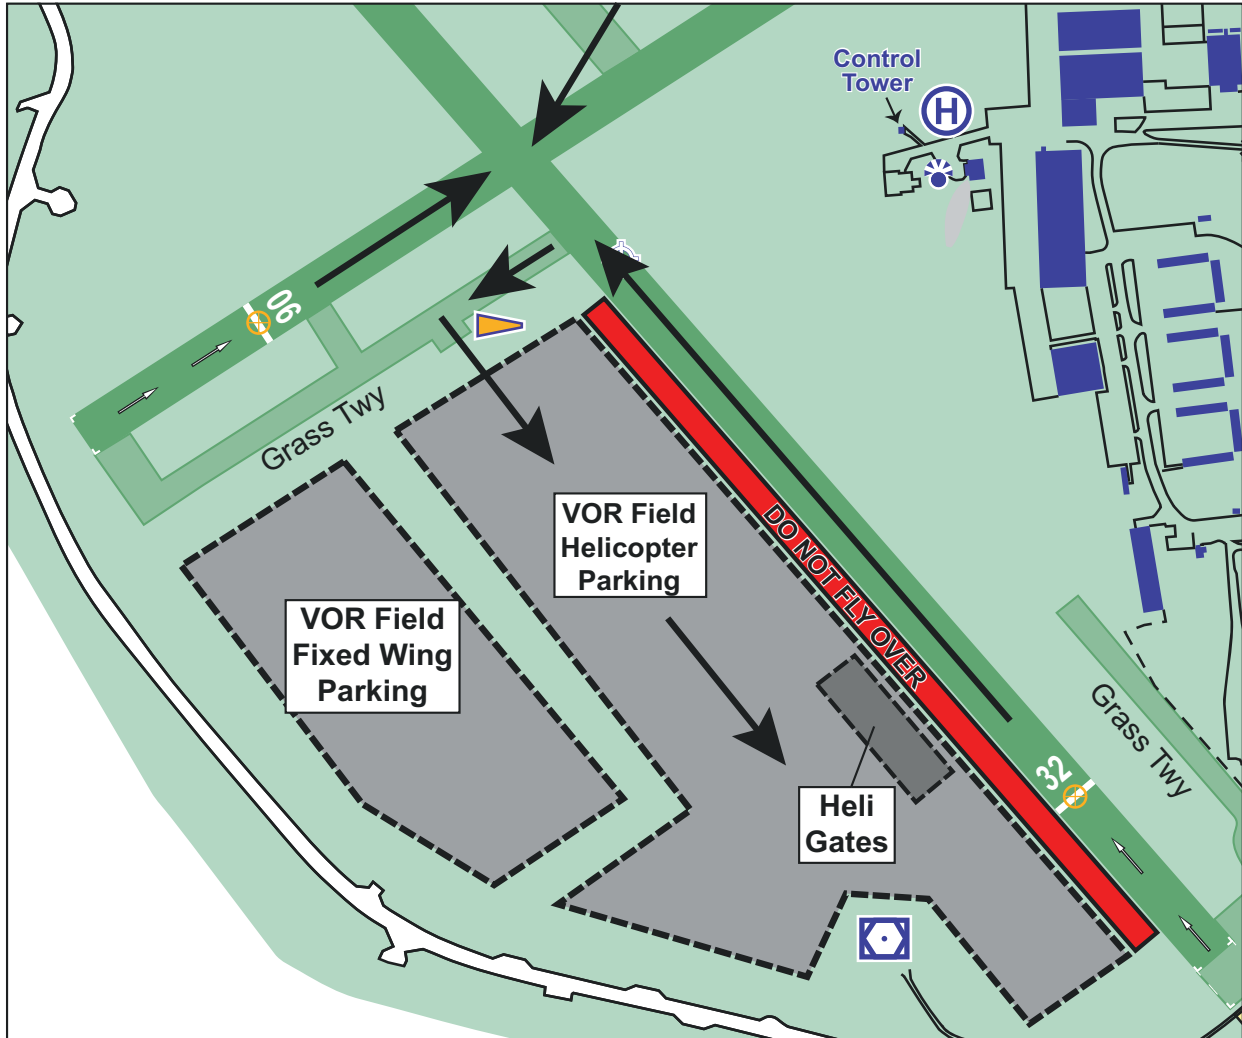 Control
Tower
H
06
Grass Twy
VOR Field
Helicopter
Parking
DO NOT FLY OVER
VOR Field
Fixed Wing
Parking
Grass Twy
32
Heli
Gates